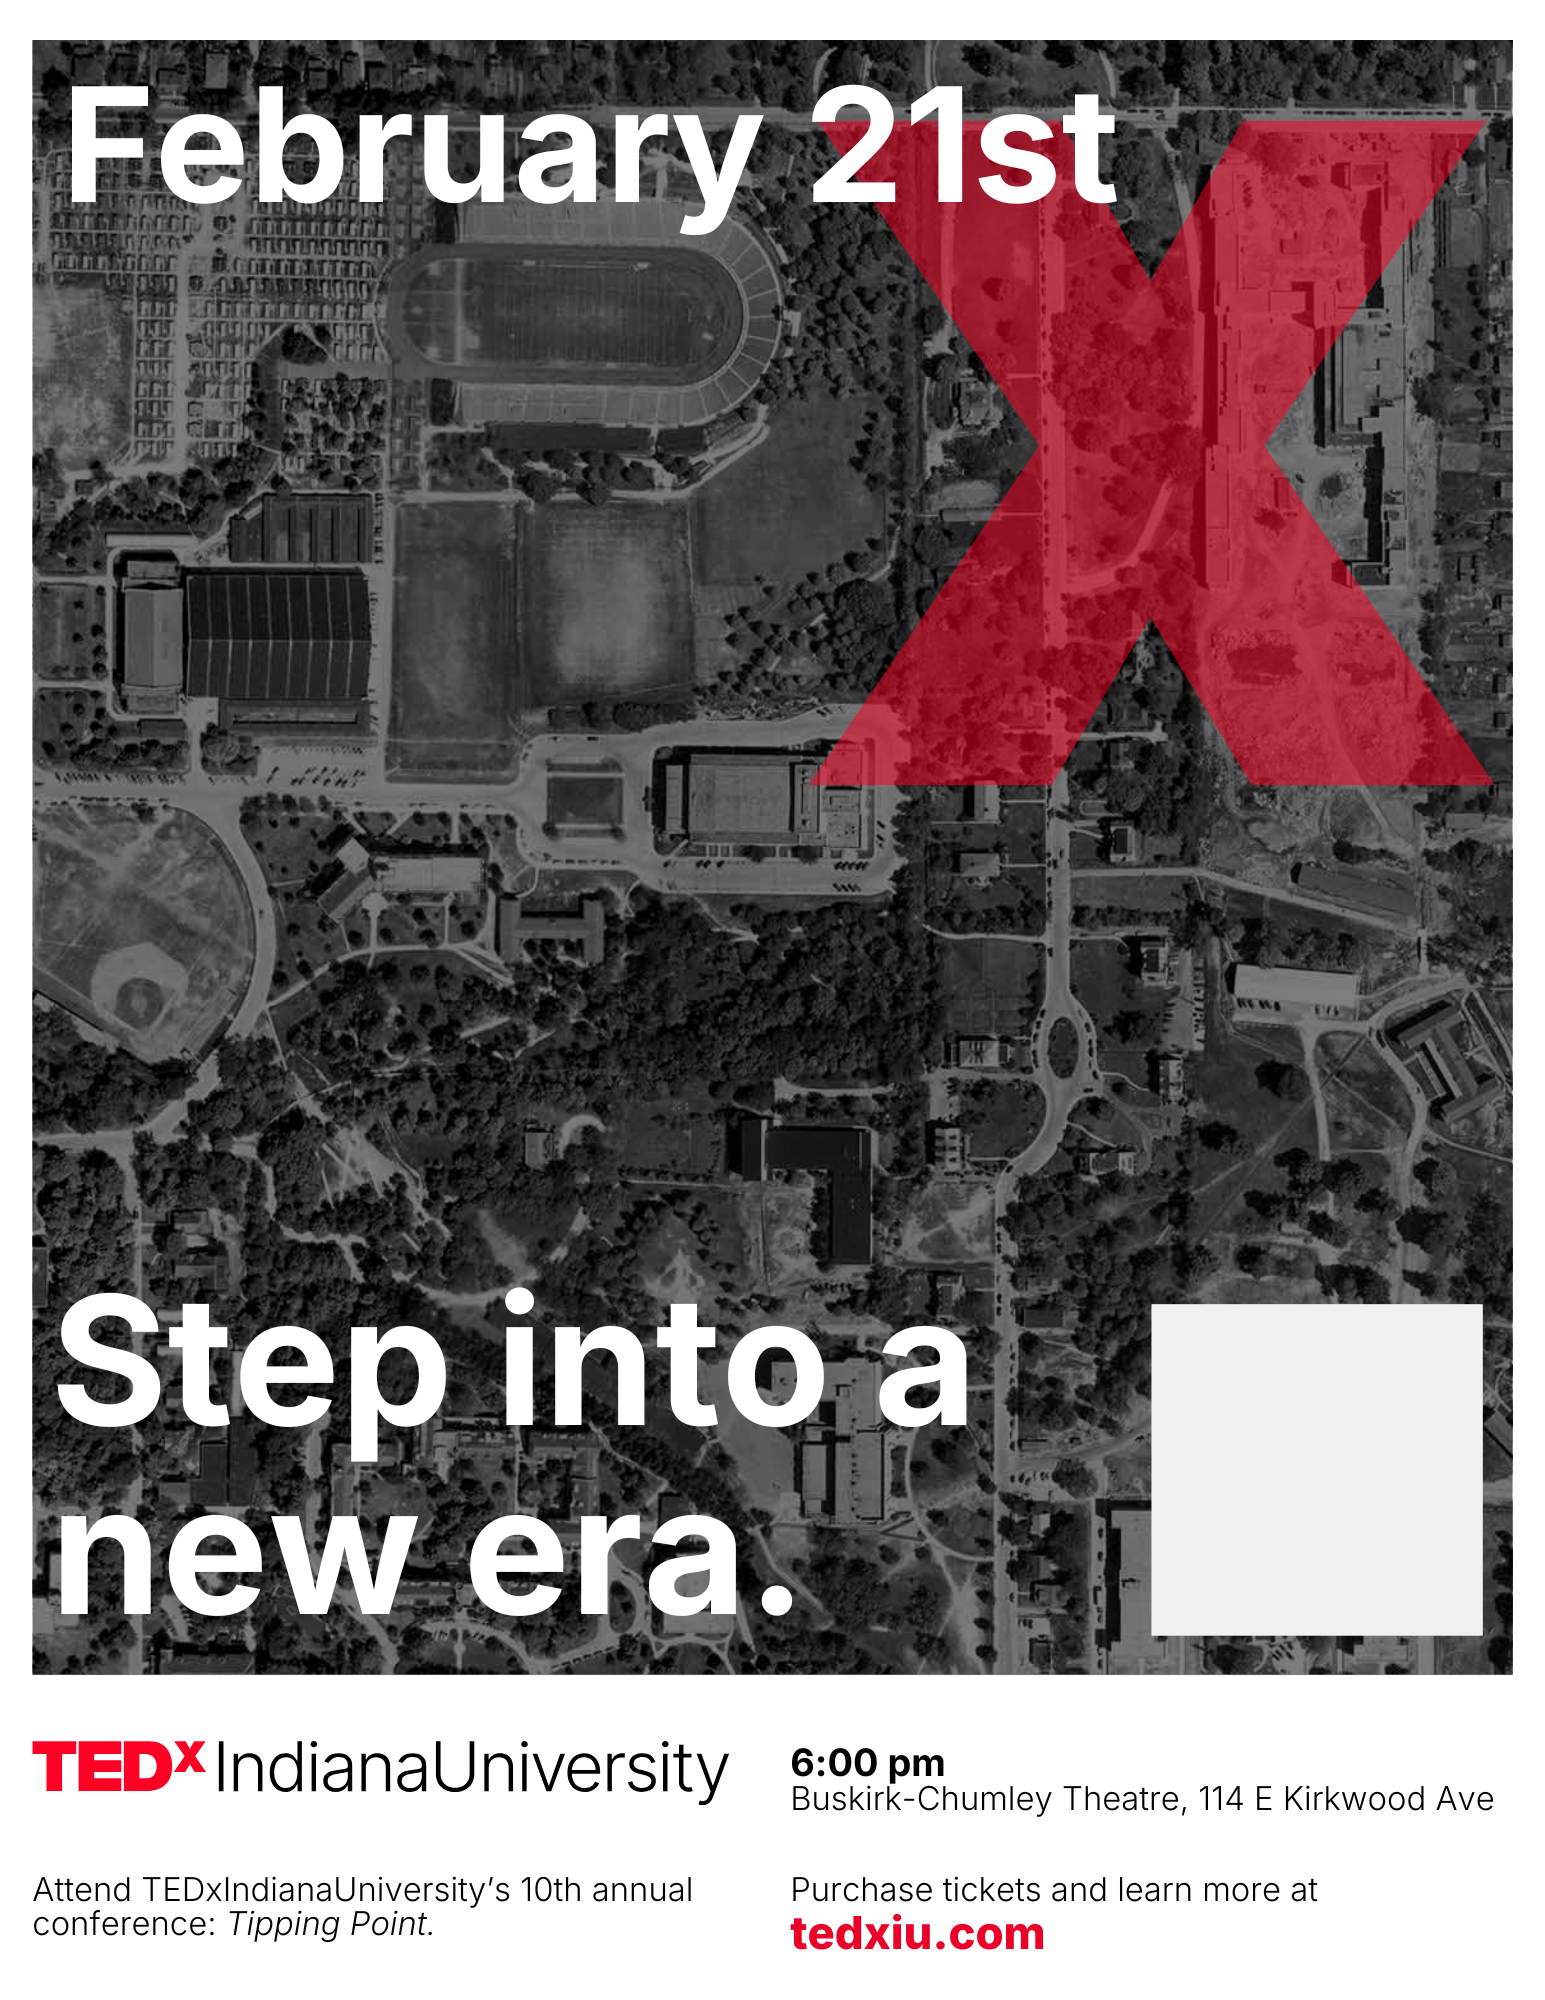 February 21st
X
Step into a
new era.
TEDx IndianaUniversity
6:00 pm
Buskirk-Chumley Theatre, 114 E Kirkwood Ave
Attend TEDxIndianaUniversity’s 10th annual
conference: Tipping Point.
Purchase tickets and learn more at
tedxiu.com